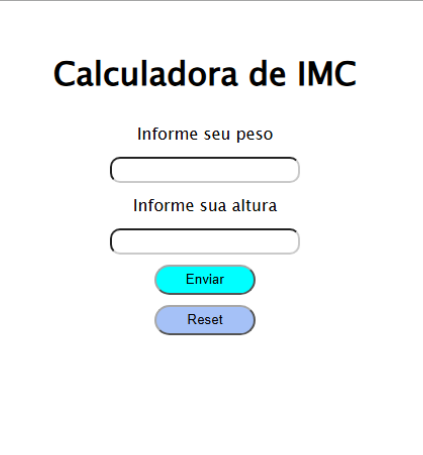 Calculadora de IMC
Informe seu peso
Informe sua altura
Enviar
Reset